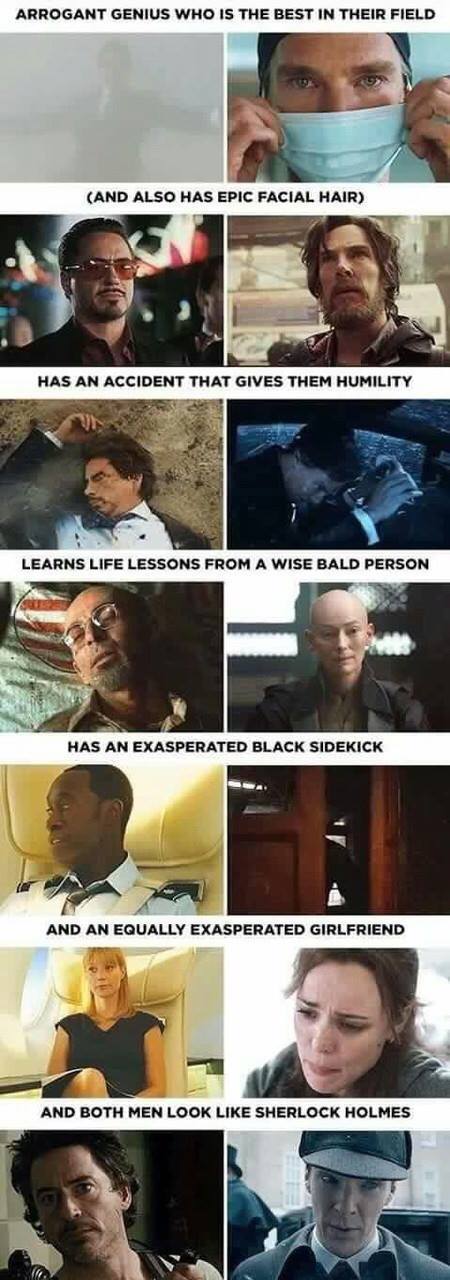 ARROGANT GENIUS WHO IS THE BEST IN THEIR FIELD
(AND ALSO HAS EPIC FACIAL HAIR)
HAS AN ACCIDENT THAT GIVES THEM HUMILITY
LEARNS LIFE LESSONS FROM A WISE BALD PERSON
HAS AN EXASPERATED BLACK SIDEKICK
AND AN EQUALLY EXASPERATED GIRLFRIEND
AND BOTH MEN LOOK LIKE SHERLOCK HOLMES